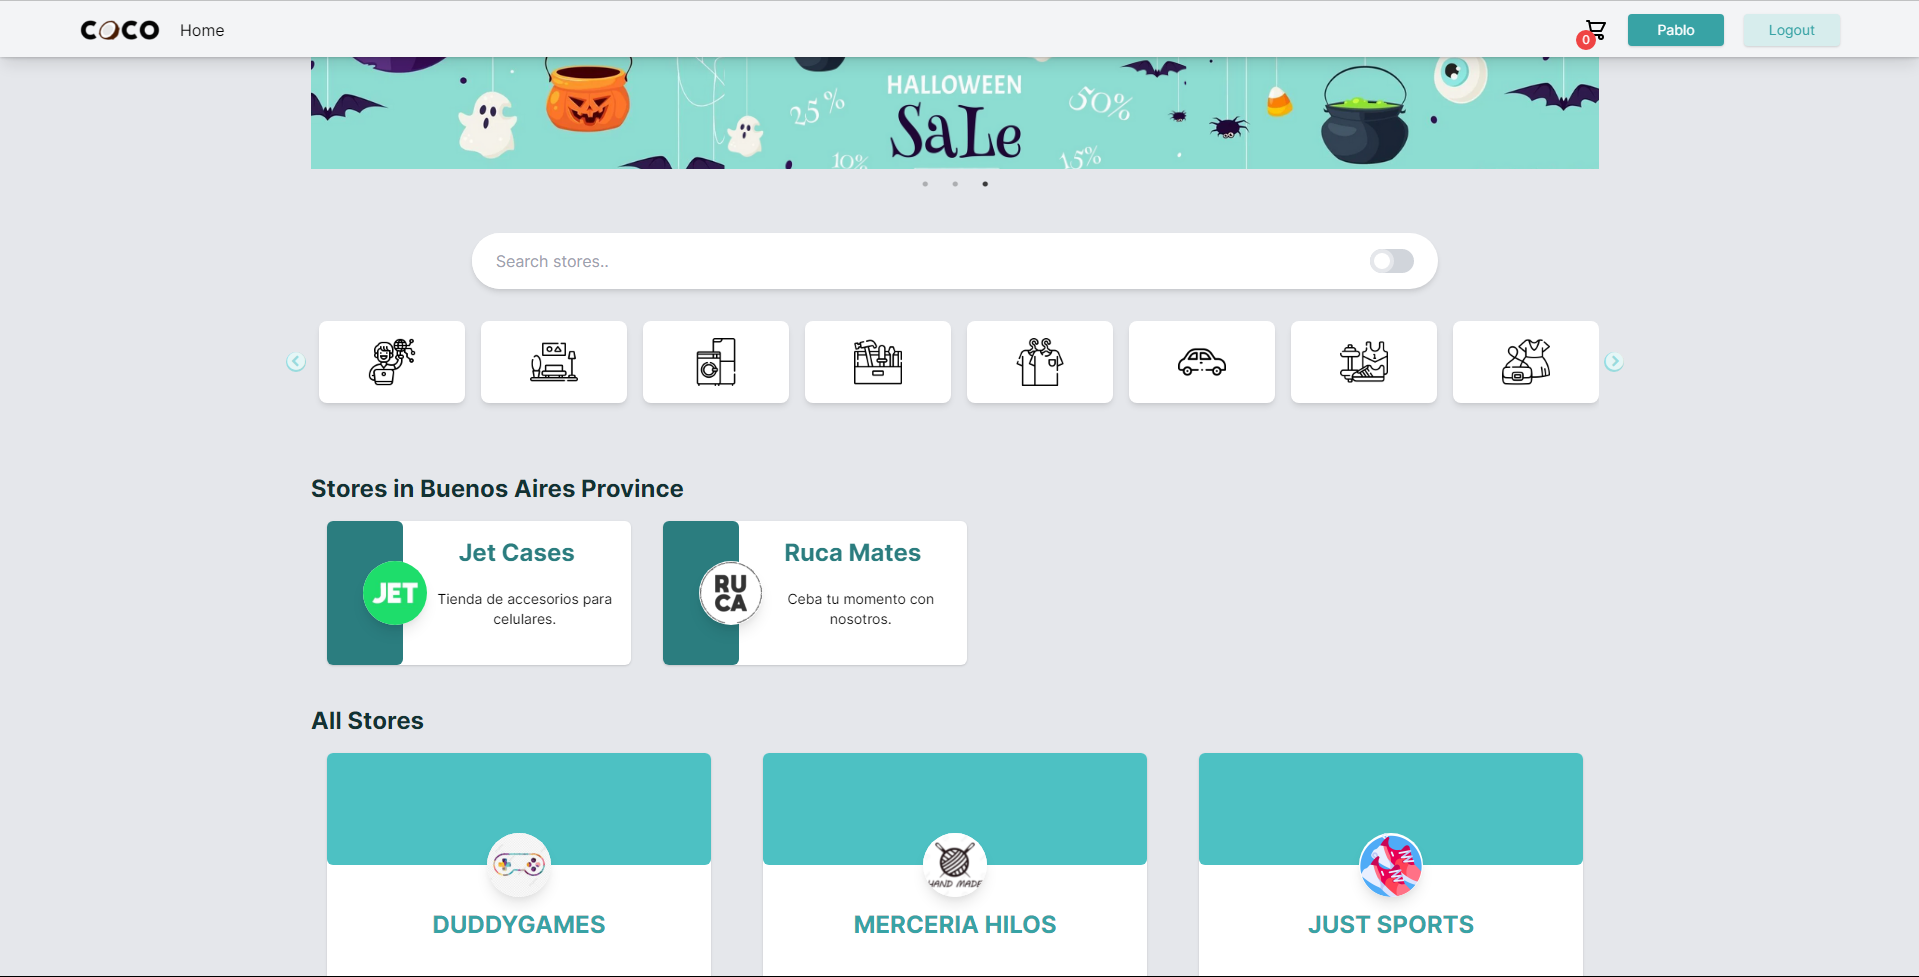 COCO Home
0
Pablo
Logout
25%
HALLOWEEN
SaLe
50%
10%
15%
Search stores..
Stores in Buenos Aires Province
JET
Jet Cases
Tienda de accesorios para
celulares.
RU
CA
Ruca Mates
Ceba tu momento con
nosotros.
All Stores
HAND MADE
DUDDYGAMES
MERCERIA HILOS
JUST SPORTS